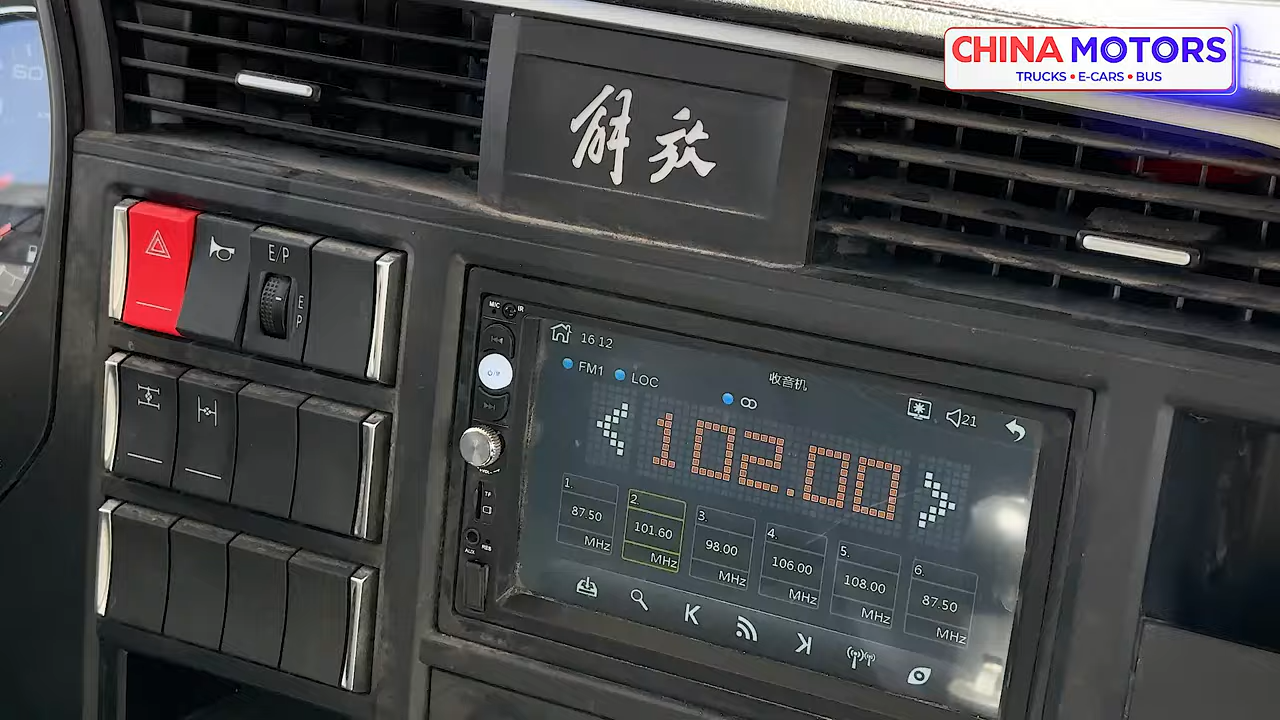 CHINA MOTORS
TRUCKS • E-CARS • BUS
解放
E/P
E
P
MIC
IR
16 12
收音机
FM1
LOC
21
102.00
1.
87.50
MHz
2.
101.60
MHz
3.
98.00
MHz
4.
106.00
MHz
5.
108.00
MHz
6.
87.50
MHz
TF
AUX
RES